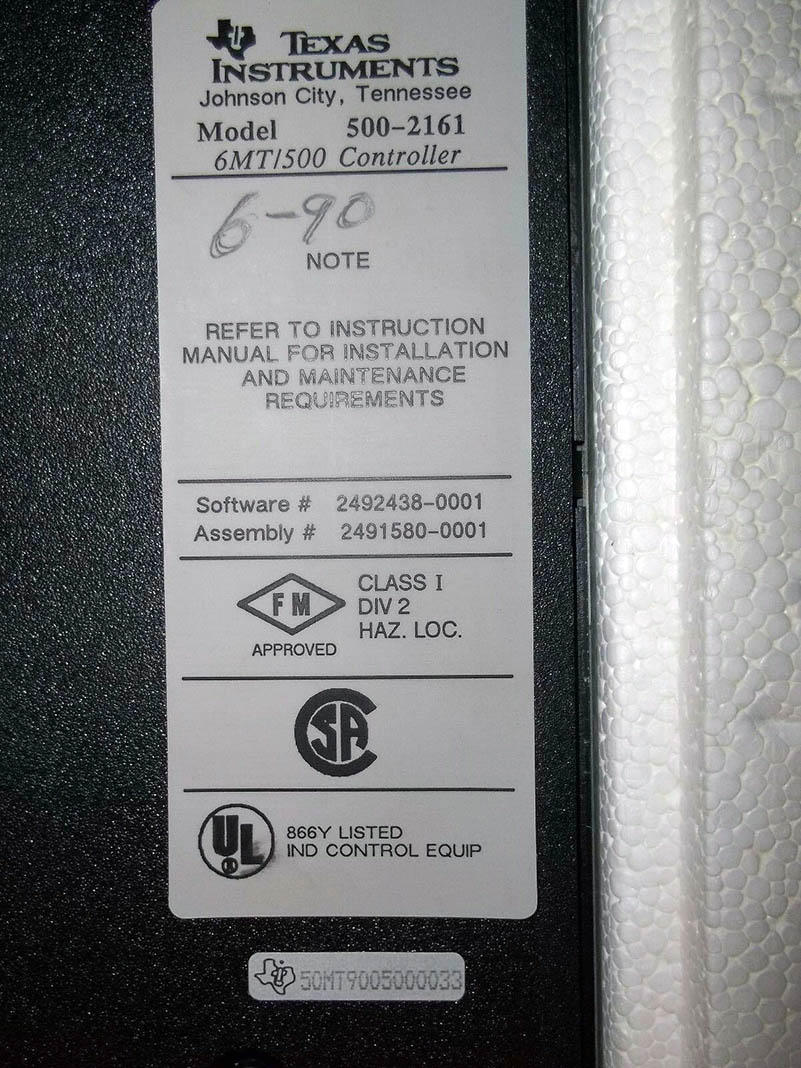 TEXAS
INSTRUMENTS
Johnson City, Tennessee
Model 500-2161
6MT/500 Controller
6-90
NOTE
REFER TO INSTRUCTION
MANUAL FOR INSTALLATION
AND MAINTENANCE
REQUIREMENTS
Software # 2492438-0001
Assembly # 2491580-0001
FM
APPROVED
CLASS I
DIV 2
HAZ. LOC.
CSA
UL
866Y LISTED
IND CONTROL EQUIP
50MT9005000033